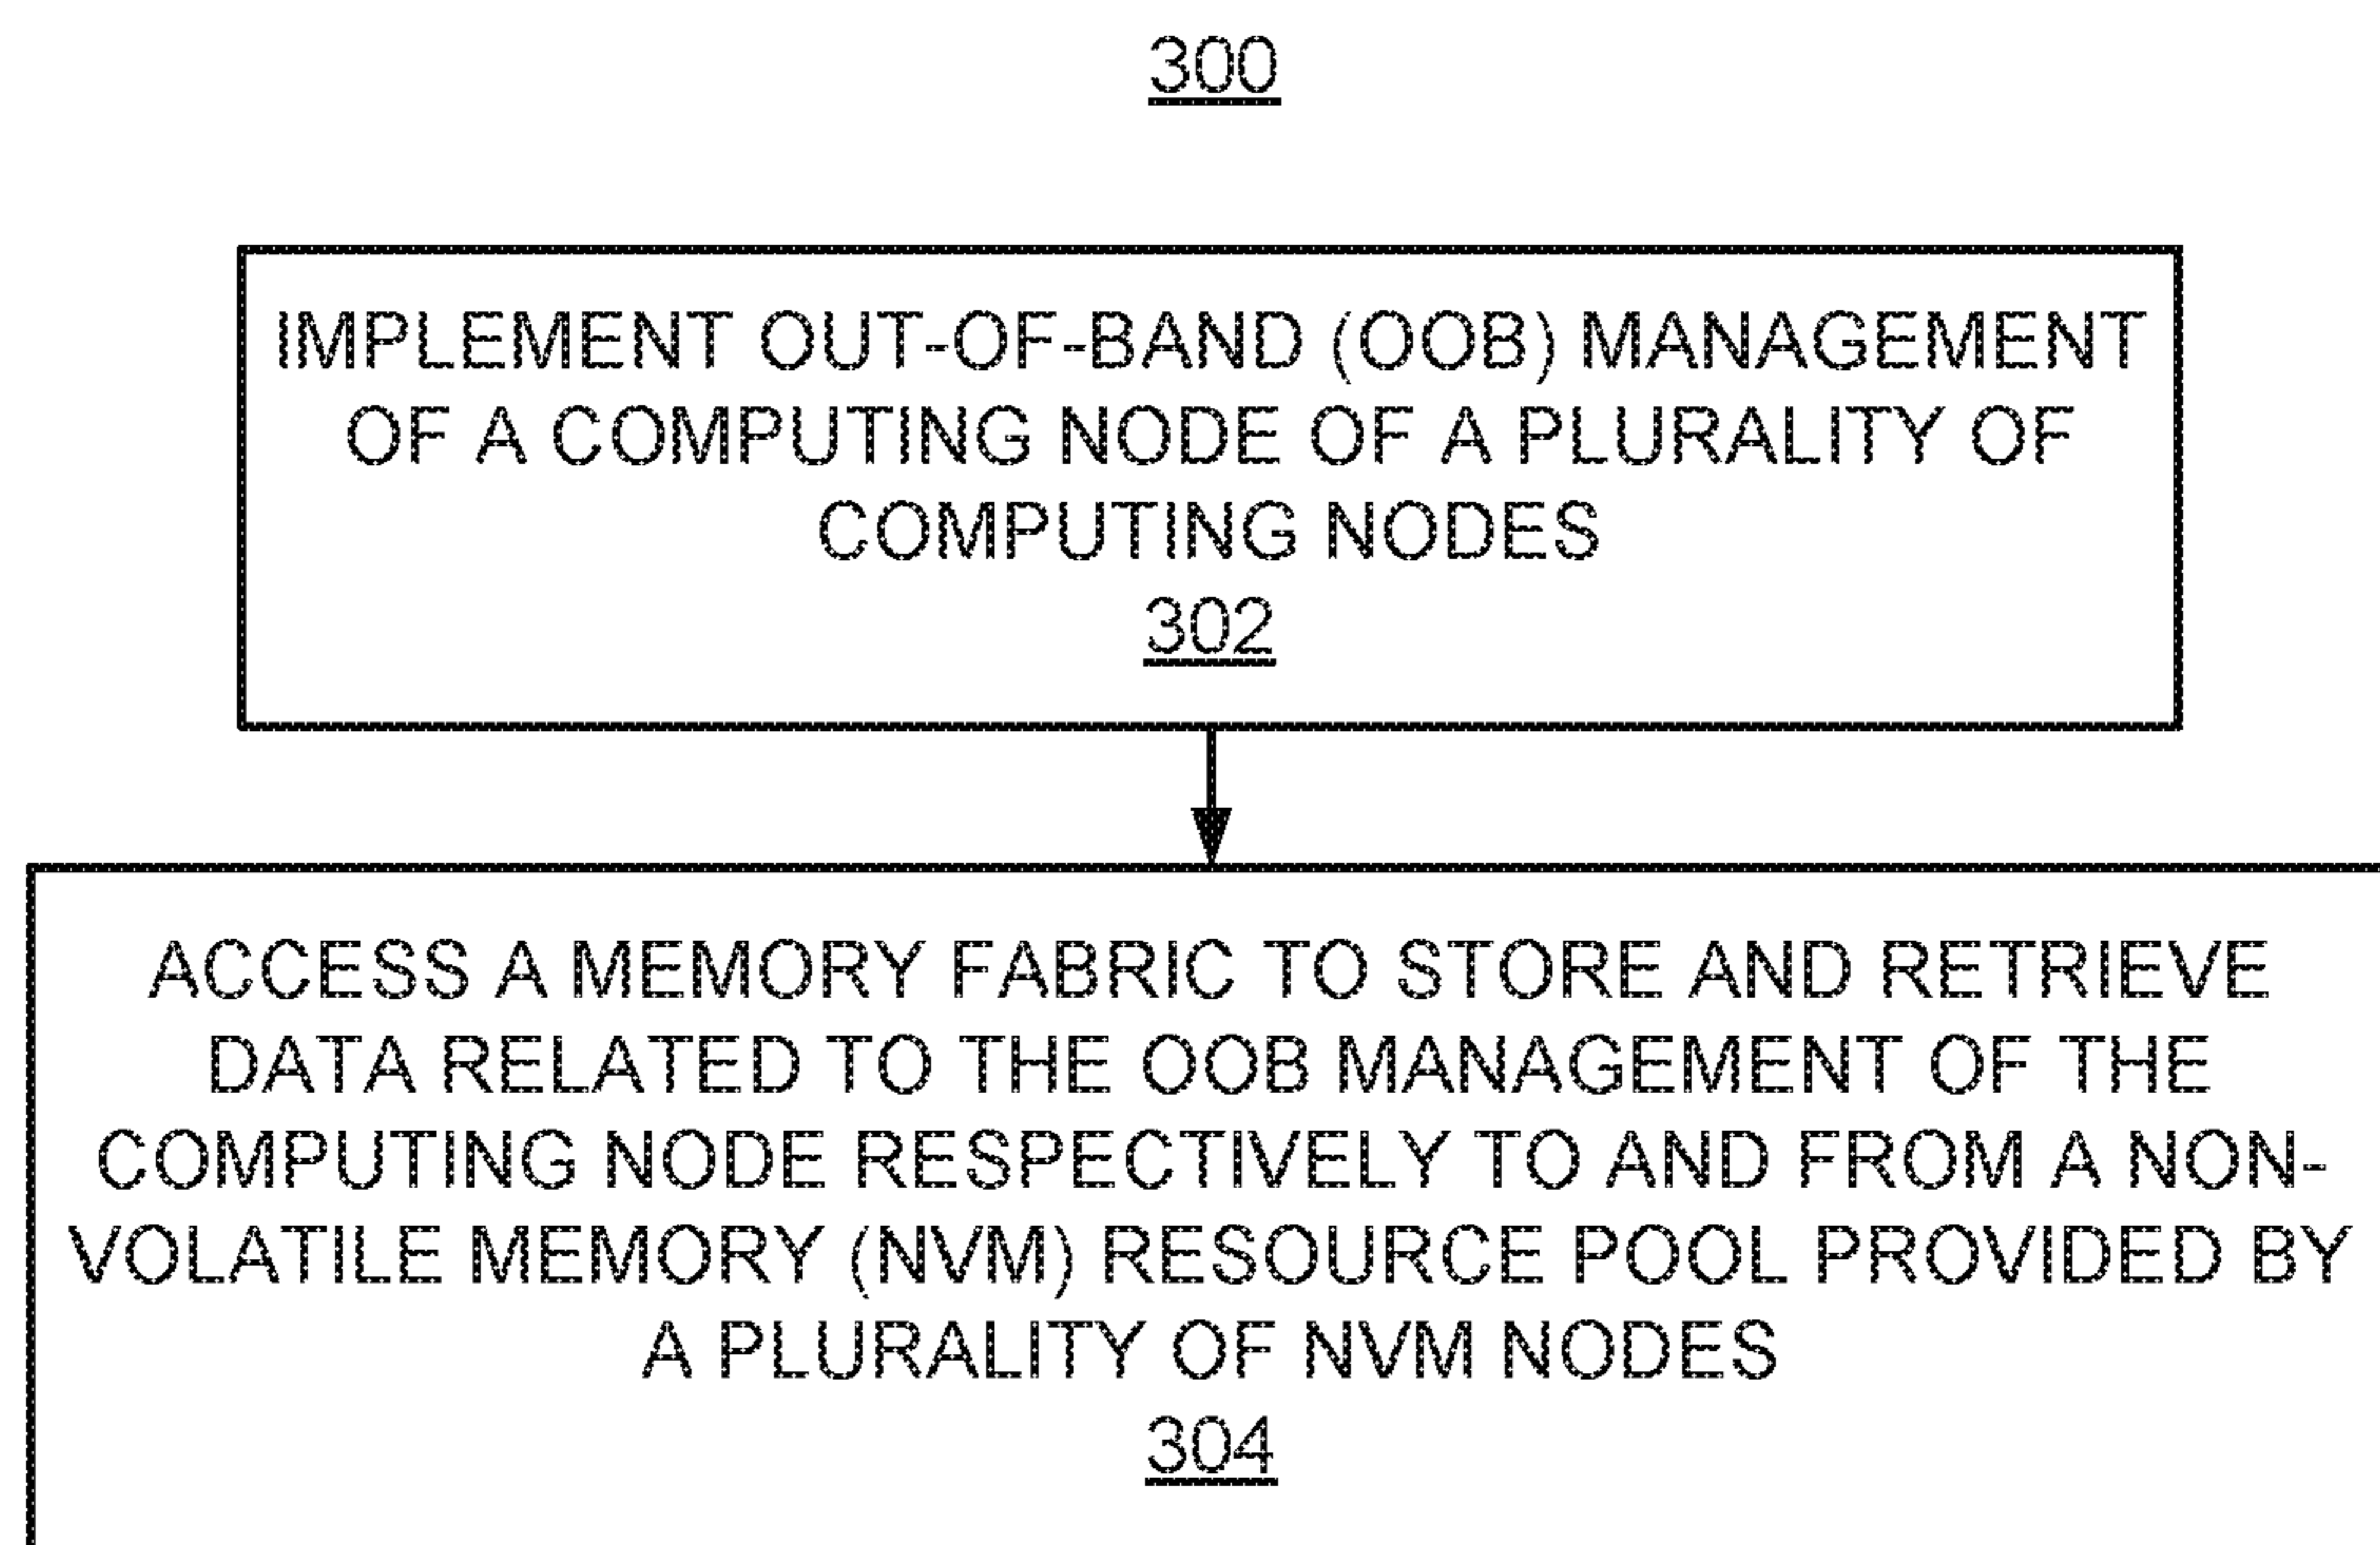 300
IMPLEMENT OUT-OF-BAND (OOB) MANAGEMENT
OF A COMPUTING NODE OF A PLURALITY OF
COMPUTING NODES
302
ACCESS A MEMORY FABRIC TO STORE AND RETRIEVE
DATA RELATED TO THE OOB MANAGEMENT OF THE
COMPUTING NODE RESPECTIVELY TO AND FROM A NON-
VOLATILE MEMORY (NVM) RESOURCE POOL PROVIDED BY
A PLURALITY OF NVM NODES
304